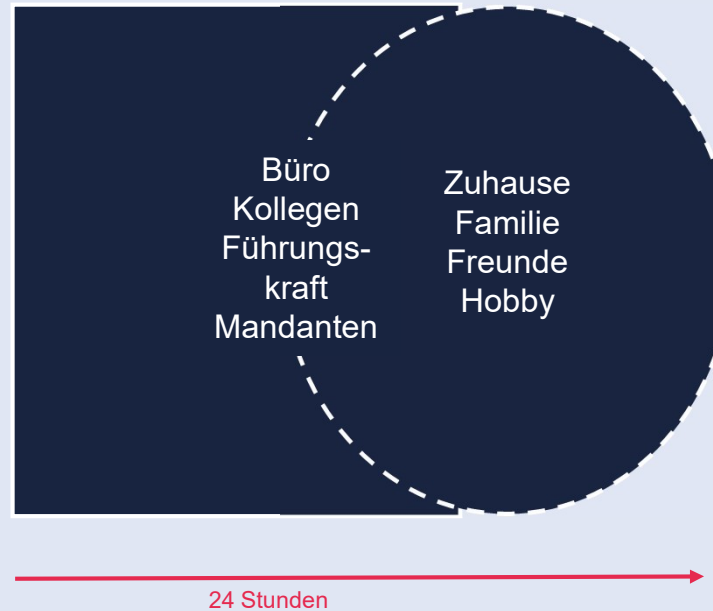 Büro
Kollegen
Führungs-
kraft
Mandanten
Zuhause
Familie
Freunde
Hobby
24 Stunden